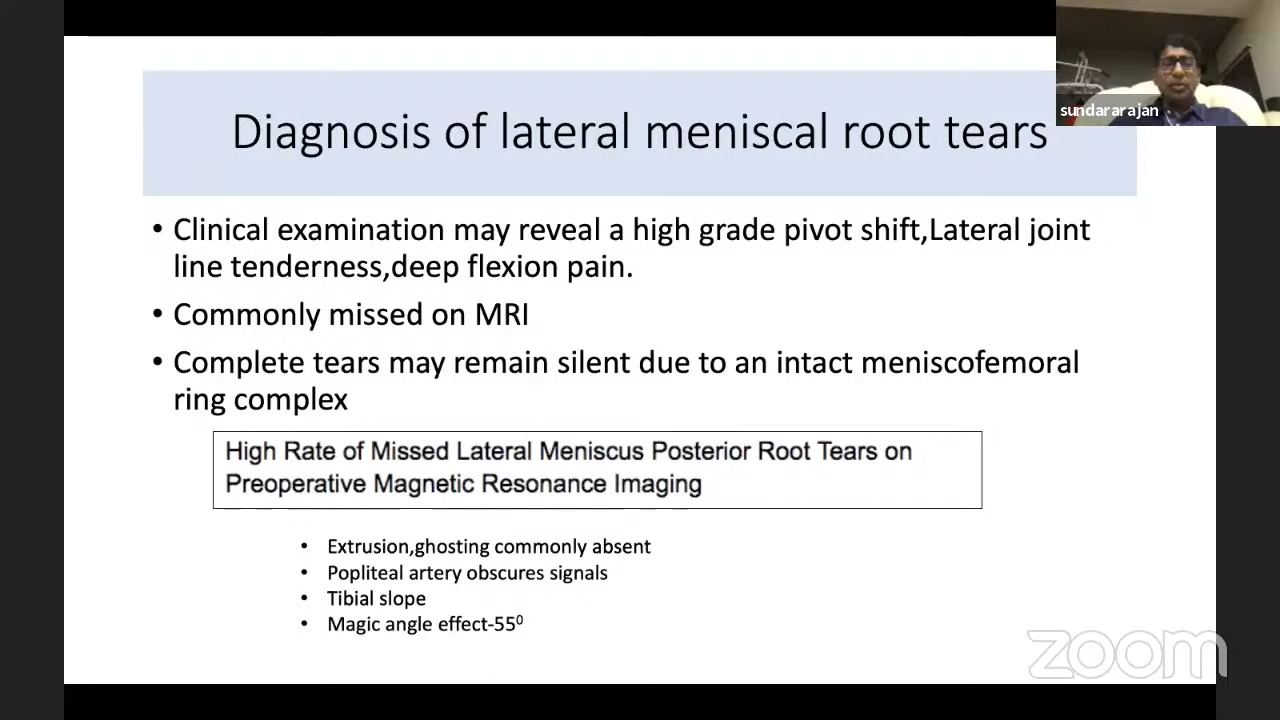 Diagnosis of lateral meniscal root tears
sundararajan
• Clinical examination may reveal a high grade pivot shift,Lateral joint
line tenderness,deep flexion pain.
• Commonly missed on MRI
• Complete tears may remain silent due to an intact meniscofemoral
ring complex
High Rate of Missed Lateral Meniscus Posterior Root Tears on
Preoperative Magnetic Resonance Imaging
• Extrusion,ghosting commonly absent
• Popliteal artery obscures signals
• Tibial slope
• Magic angle effect-55⁰
zoom